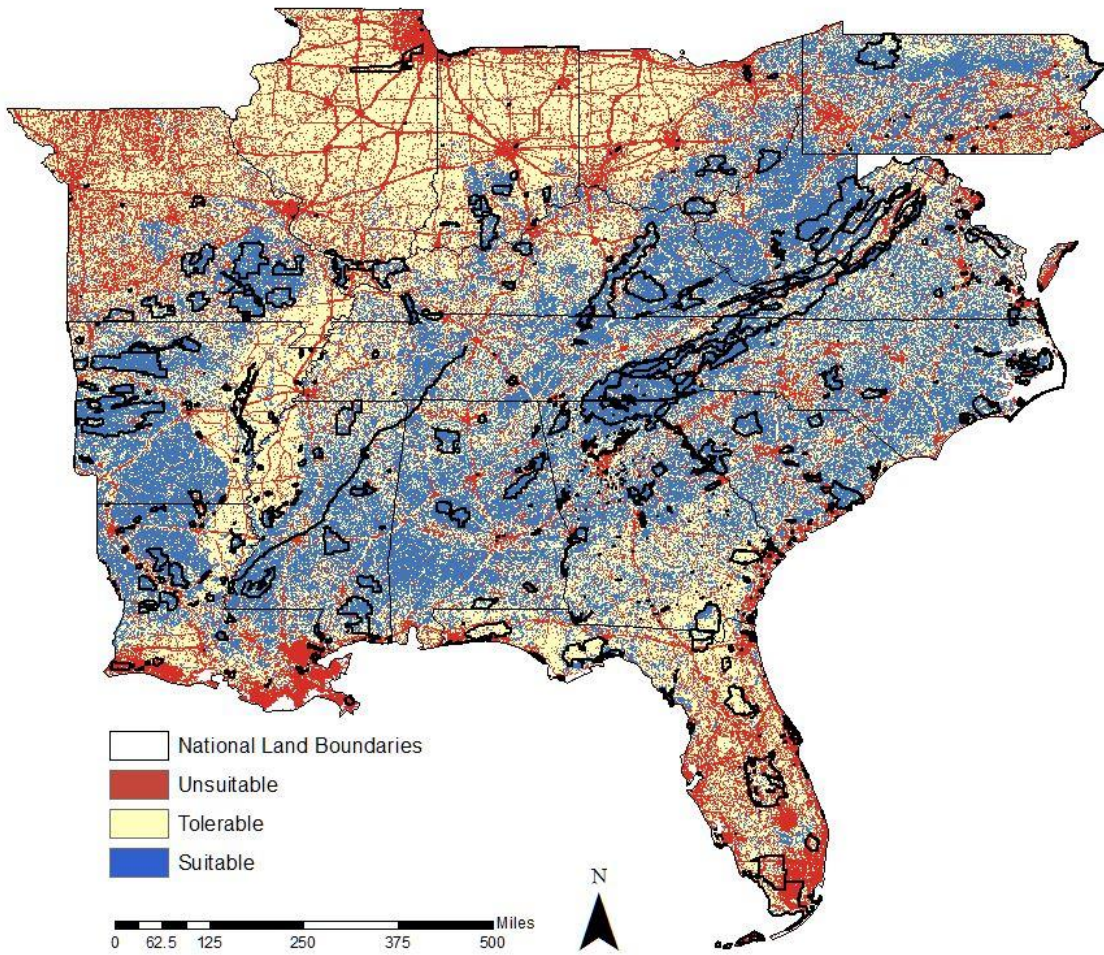 National Land Boundaries
Unsuitable
Tolerable
Suitable
N
Miles
0 62.5 125 250 375 500